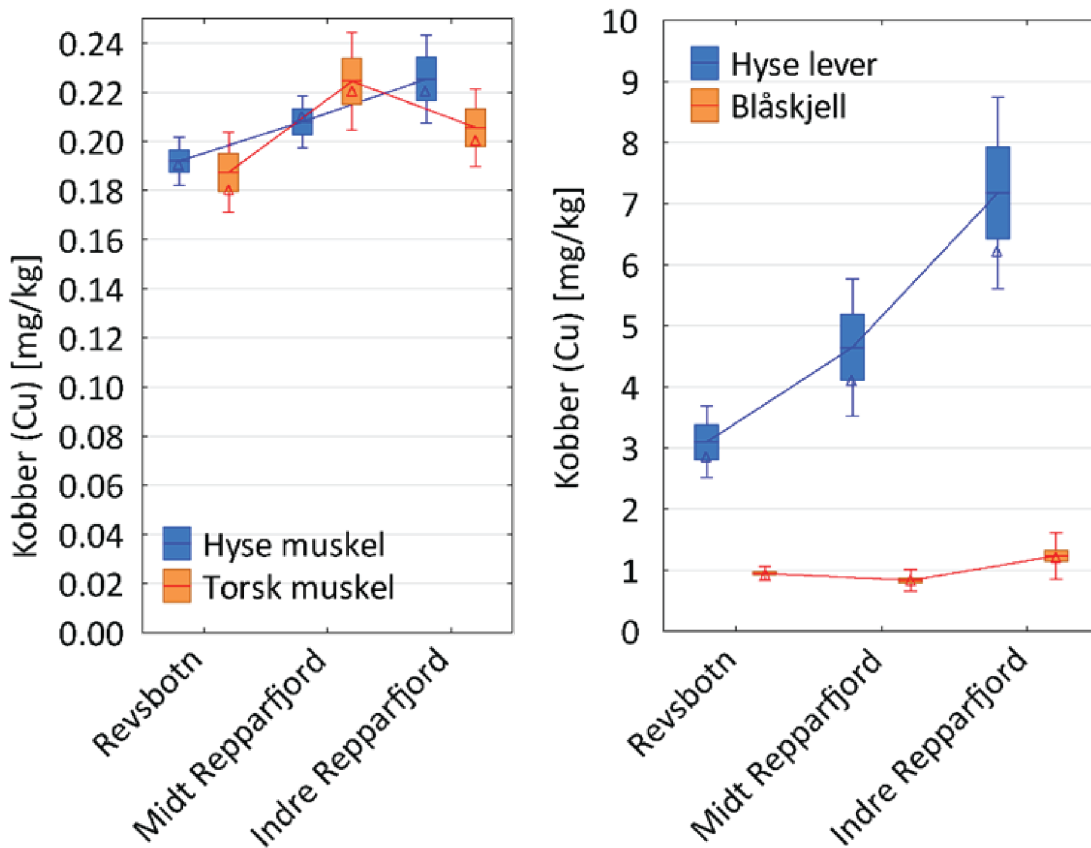 Kobber (Cu) [mg/kg]
0.24
0.22
0.20
0.18
0.16
0.14
0.12
0.10
0.08
0.06
0.04
0.02
0.00
Hyse muskel
Torsk muskel
Revsbotn
Midt Repparfjord
Indre Repparfjord
Kobber (Cu) [mg/kg]
10
9
8
7
6
5
4
3
2
1
0
Hyse lever
Blåskjell
Revsbotn
Midt Repparfjord
Indre Repparfjord